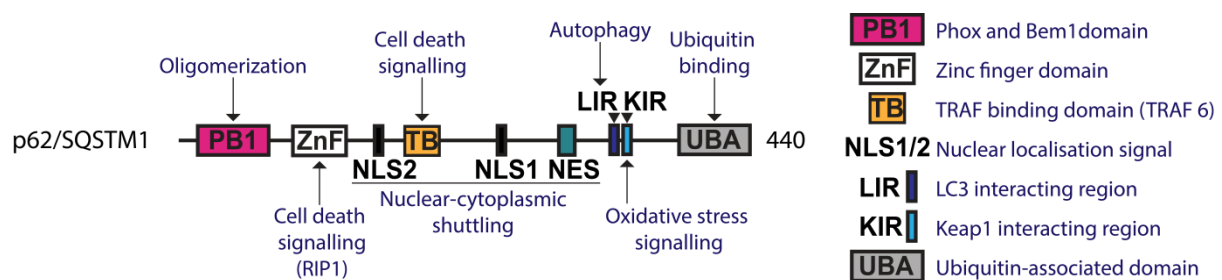 Oligomerization
Cell death
signalling
Autophagy
Ubiquitin
binding
LIR KIR
p62/SQSTM1
PB1
ZnF
TB
UBA
440
NLS2
NLS1
NES
Nuclear-cytoplasmic
shuttling
Cell death
signalling
(RIP1)
Oxidative stress
signalling
PB1 Phox and Bem1domain
ZnF Zinc finger domain
TB TRAF binding domain (TRAF 6)
NLS1/2 Nuclear localisation signal
LIR LC3 interacting region
KIR Keap1 interacting region
UBA Ubiquitin-associated domain